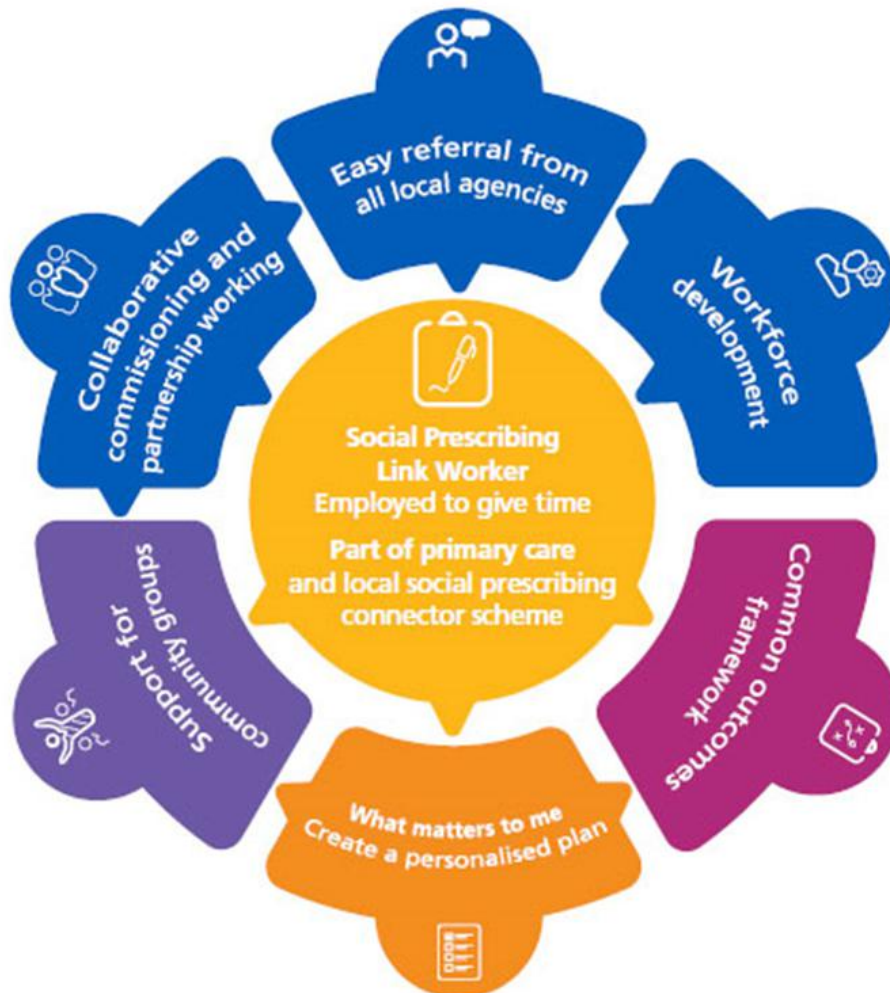 Easy referral from
all local agencies
Workforce
development
Common outcomes
framework
What matters to me
Create a personalised plan
Support for
community groups
Collaborative
commissioning and
partnership working
Social Prescribing
Link Worker
Employed to give time
Part of primary care
and local social prescribing
connector scheme